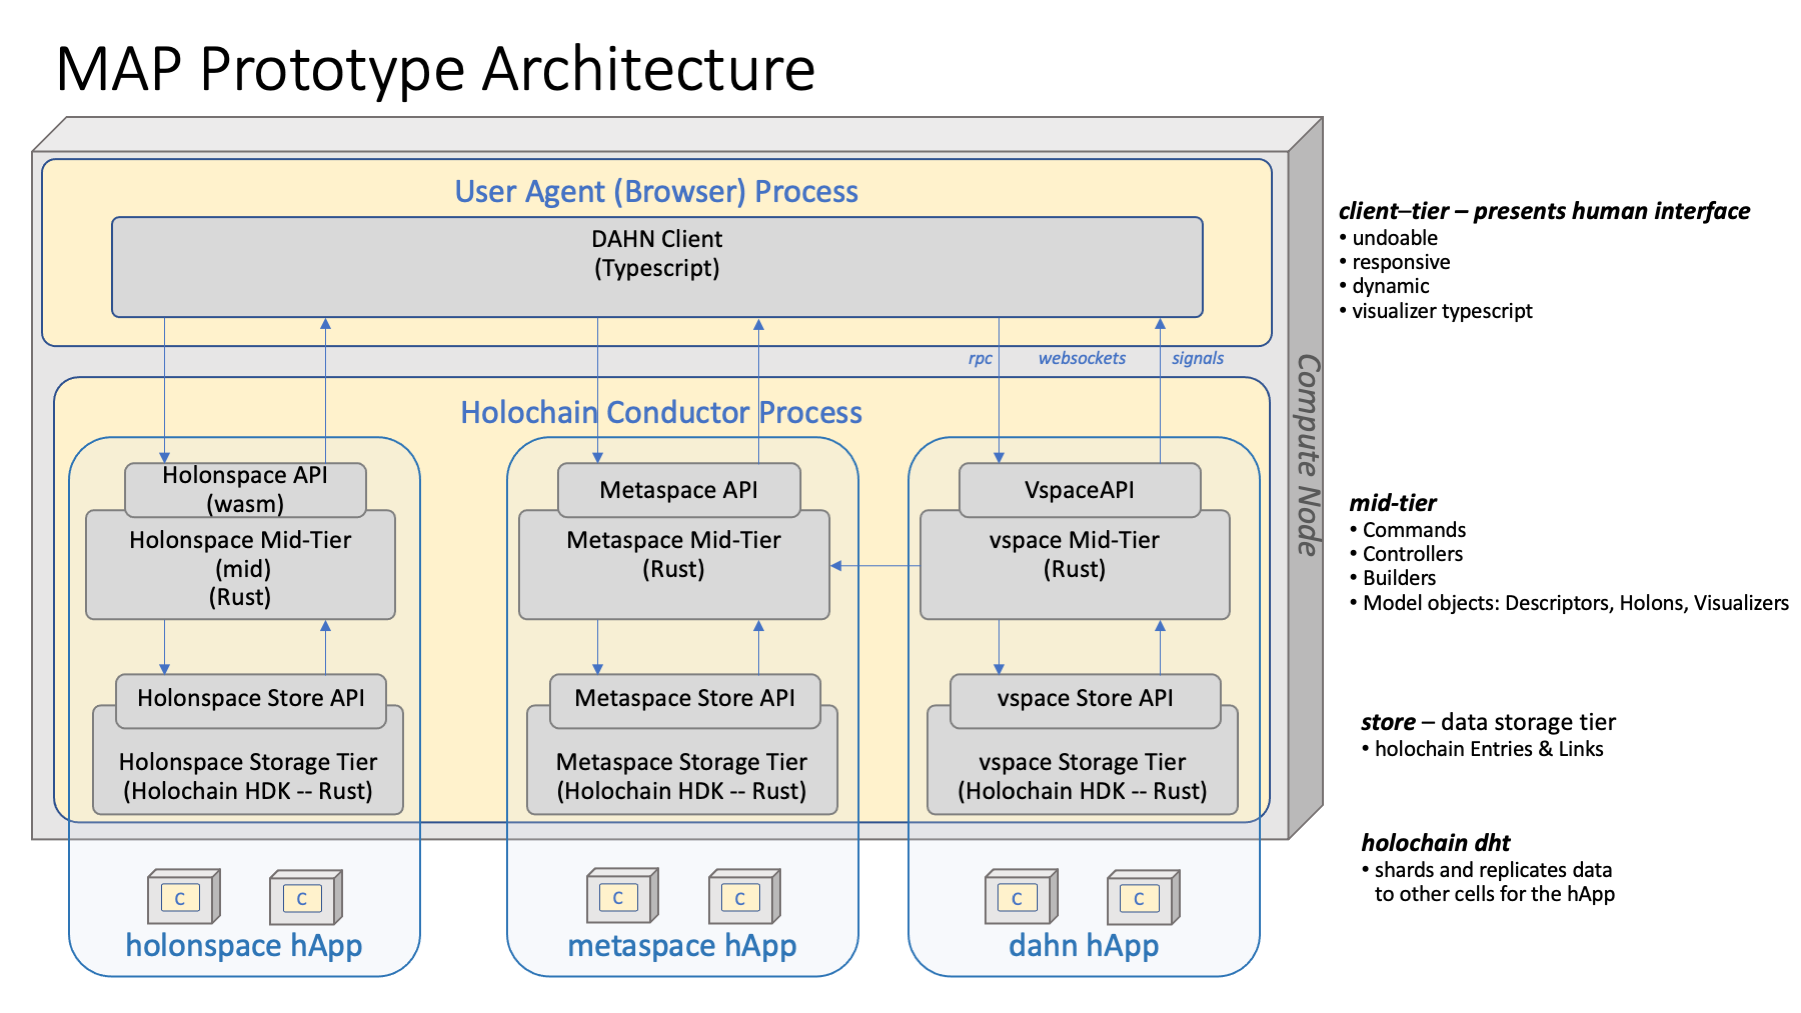 MAP Prototype Architecture
User Agent (Browser) Process
DAHN Client
(Typescript)
rpc
websockets
signals
Compute Node
Holochain Conductor Process
Holonspace API
(wasm)
Holonspace Mid-Tier
(mid)
(Rust)
Holonspace Store API
Holonspace Storage Tier
(Holochain HDK -- Rust)
C
C
holonspace hApp
Metaspace API
Metaspace Mid-Tier
(Rust)
Metaspace Store API
Metaspace Storage Tier
(Holochain HDK -- Rust)
C
C
metaspace hApp
VspaceAPI
vspace Mid-Tier
(Rust)
vspace Store API
vspace Storage Tier
(Holochain HDK -- Rust)
C
C
dahn hApp
client–tier – presents human interface
• undoable
• responsive
• dynamic
• visualizer typescript
mid-tier
• Commands
• Controllers
• Builders
• Model objects: Descriptors, Holons, Visualizers
store – data storage tier
• holochain Entries & Links
holochain dht
• shards and replicates data
to other cells for the hApp